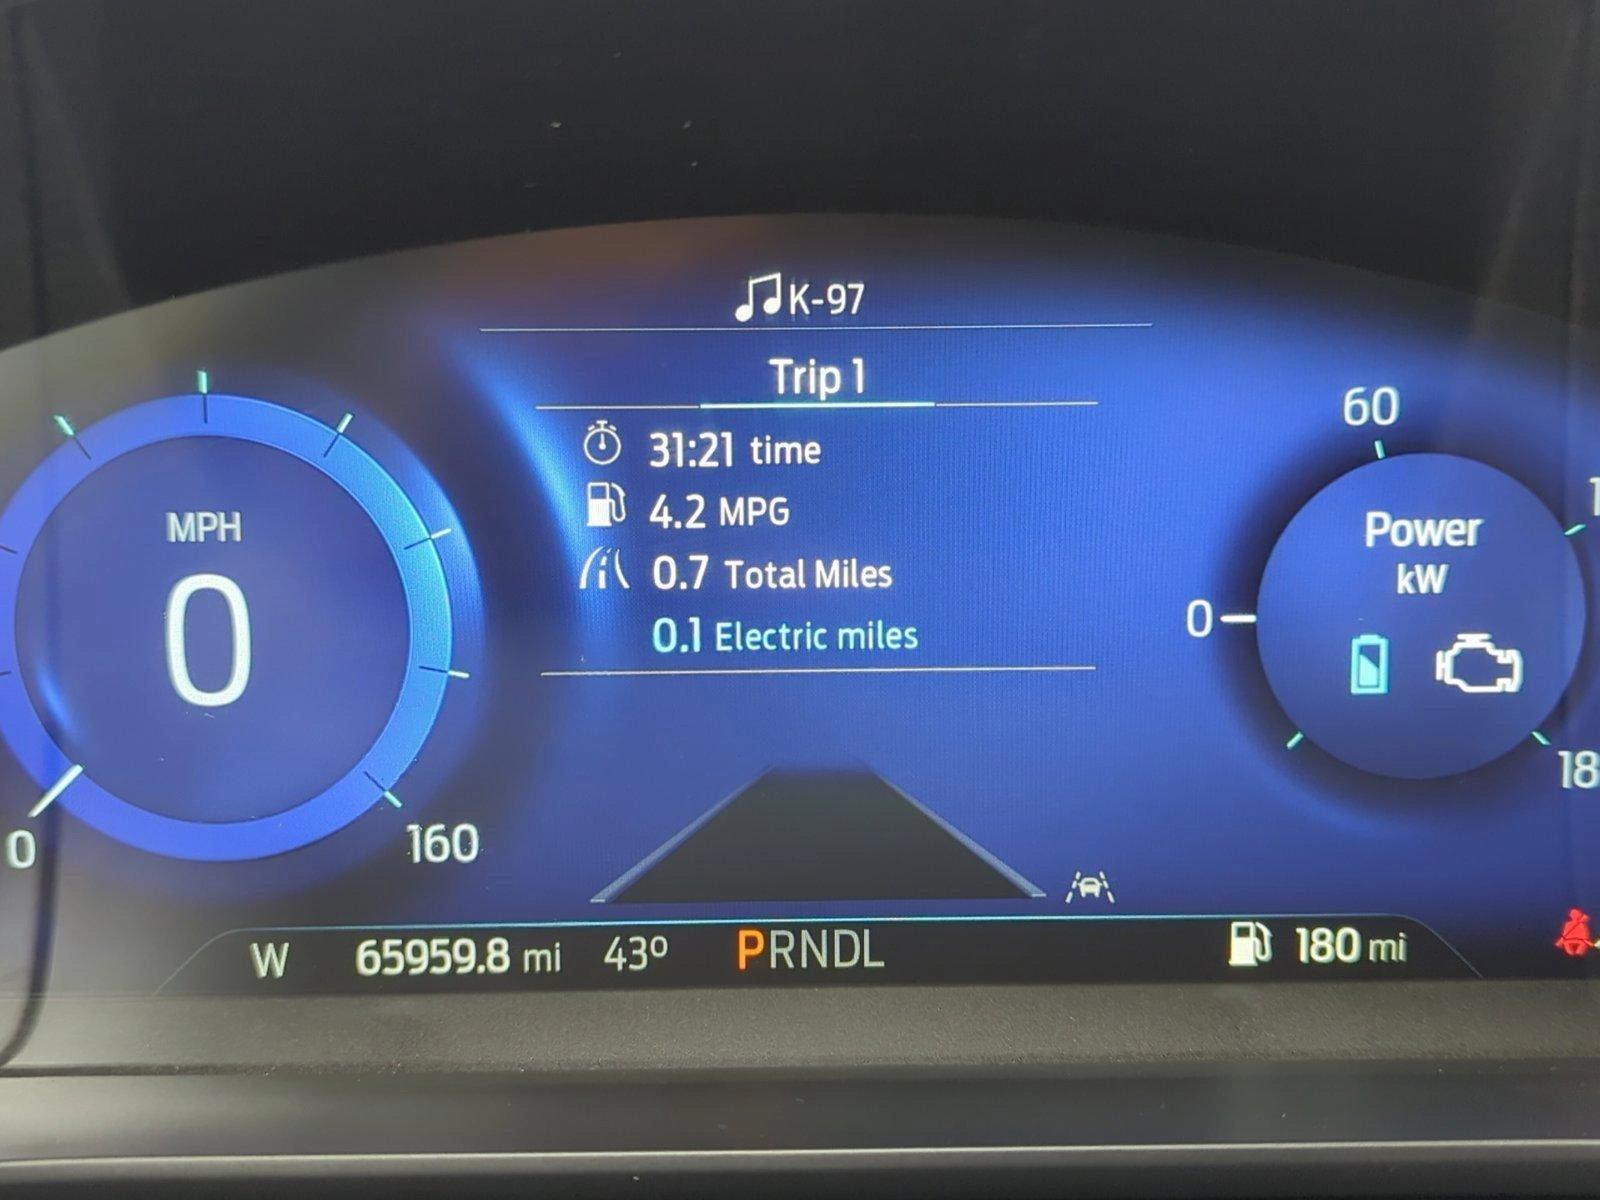 K-97
Trip 1
31:21 time
4.2 MPG
0.7 Total Miles
0.1 Electric miles
MPH
0
0
160
60
Power
kW
0
W 65959.8 mi 43º PRNDL 180 mi